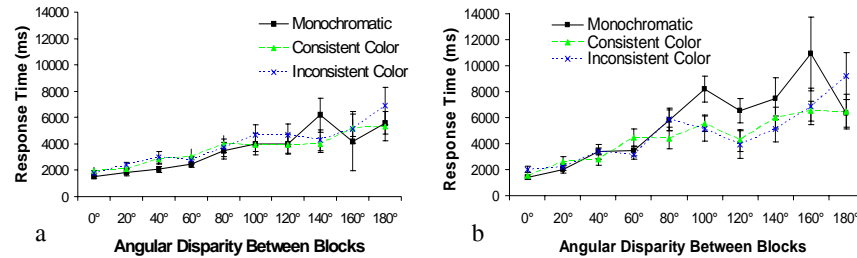 14000
12000
10000
8000
6000
4000
2000
0
Response Time (ms)
Monochromatic
Consistent Color
Inconsistent Color
0° 20° 40° 60° 80° 100° 120° 140° 160° 180°
a
Angular Disparity Between Blocks
14000
12000
10000
8000
6000
4000
2000
0
Response Time (ms)
Monochromatic
Consistent Color
Inconsistent Color
0° 20° 40° 60° 80° 100° 120° 140° 160° 180°
b
Angular Disparity Between Blocks